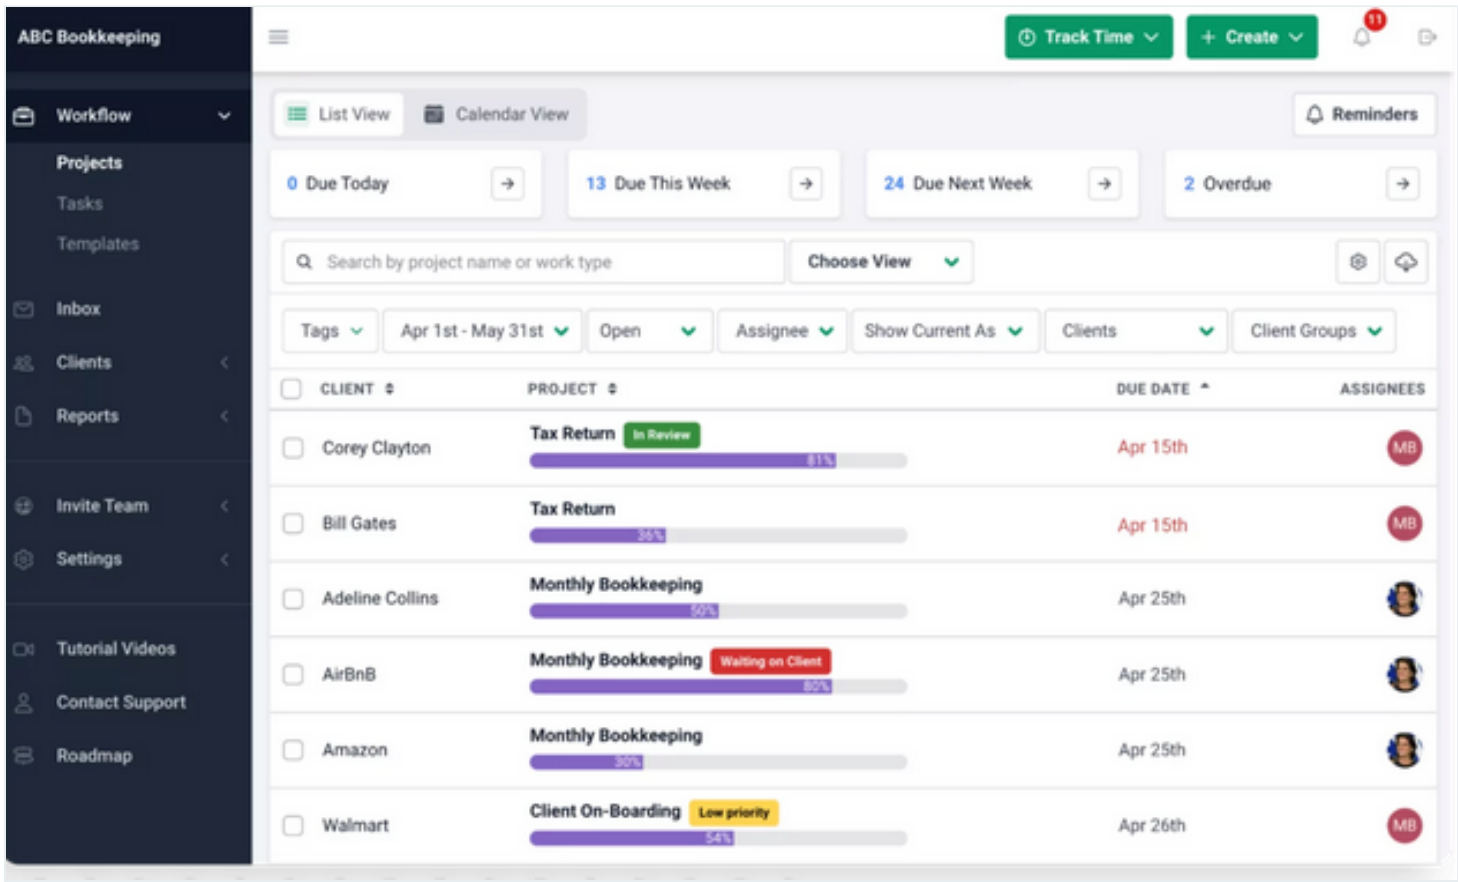 ABC Bookkeeping
Track Time
+ Create
11
Workflow
Projects
Tasks
Templates
Inbox
Clients
Reports
Invite Team
Settings
Tutorial Videos
Contact Support
Roadmap
List View
Calendar View
Reminders
0 Due Today
13 Due This Week
24 Due Next Week
2 Overdue
Search by project name or work type
Choose View
Tags
Apr 1st - May 31st
Open
Assignee
Show Current As
Clients
Client Groups
CLIENT PROJECT DUE DATE ASSIGNEES
Corey Clayton Tax Return In Review Apr 15th MB
81%
Bill Gates Tax Return Apr 15th MB
36%
Adeline Collins Monthly Bookkeeping Apr 25th
50%
AirBnB Monthly Bookkeeping Waiting on Client Apr 25th
80%
Amazon Monthly Bookkeeping Apr 25th
30%
Walmart Client On-Boarding Low priority Apr 26th MB
54%